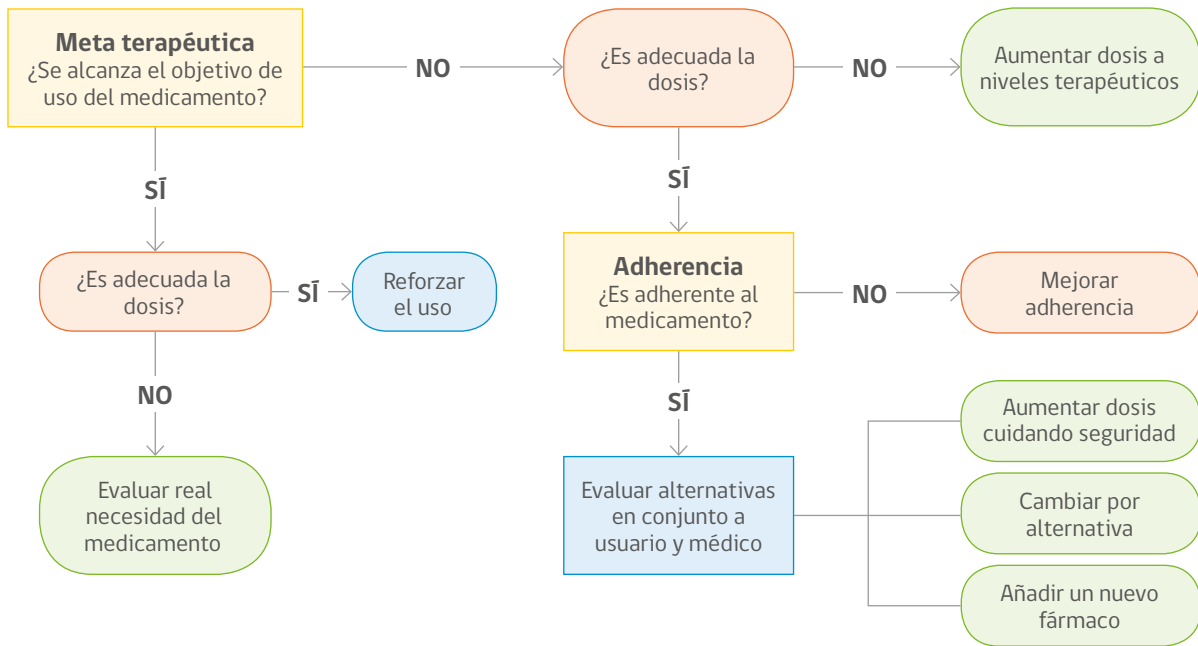 Meta terapéutica
¿Se alcanza el objetivo de
uso del medicamento?
NO
¿Es adecuada la
dosis?
NO
Aumentar dosis a
niveles terapéuticos
SÍ
SÍ
¿Es adecuada la
dosis?
SÍ
Reforzar
el uso
Adherencia
¿Es adherente al
medicamento?
NO
Mejorar
adherencia
NO
SÍ
Evaluar real
necesidad del
medicamento
Evaluar alternativas
en conjunto a
usuario y médico
Aumentar dosis
cuidando seguridad
Cambiar por
alternativa
Añadir un nuevo
fármaco